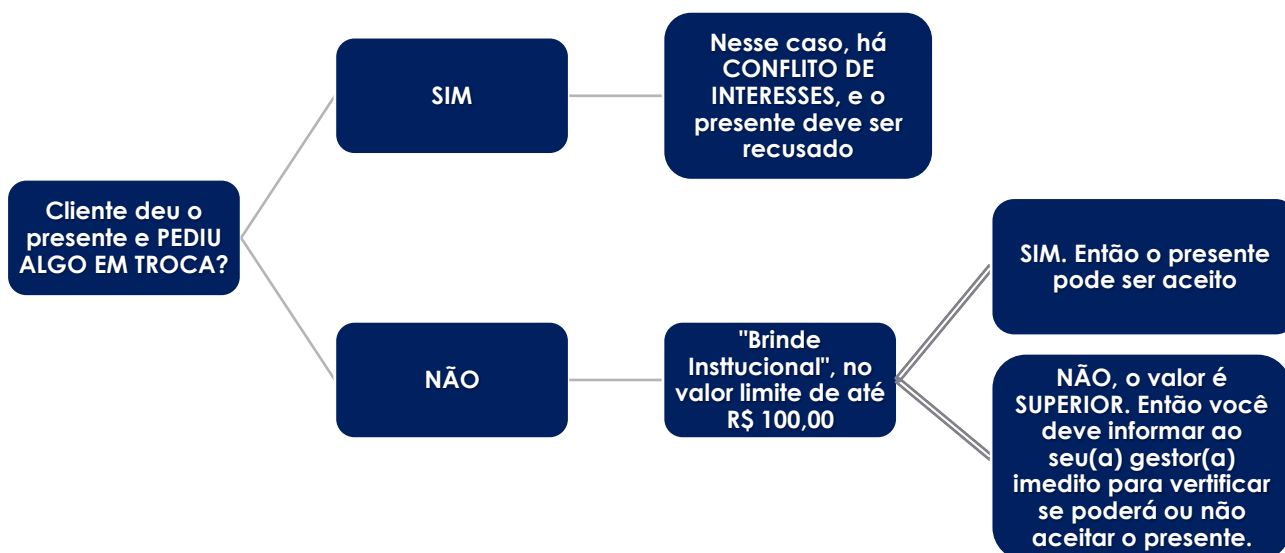 Cliente deu o
presente e PEDIU
ALGO EM TROCA?
SIM
Nesse caso, há
CONFLITO DE
INTERESSES, e o
presente deve ser
recusado
NÃO
"Brinde
Insttucional", no
valor limite de até
R$ 100,00
SIM. Então o presente
pode ser aceito
NÃO, o valor é
SUPERIOR. Então você
deve informar ao
seu(a) gestor(a)
imedito para vertificar
se poderá ou não
aceitar o presente.